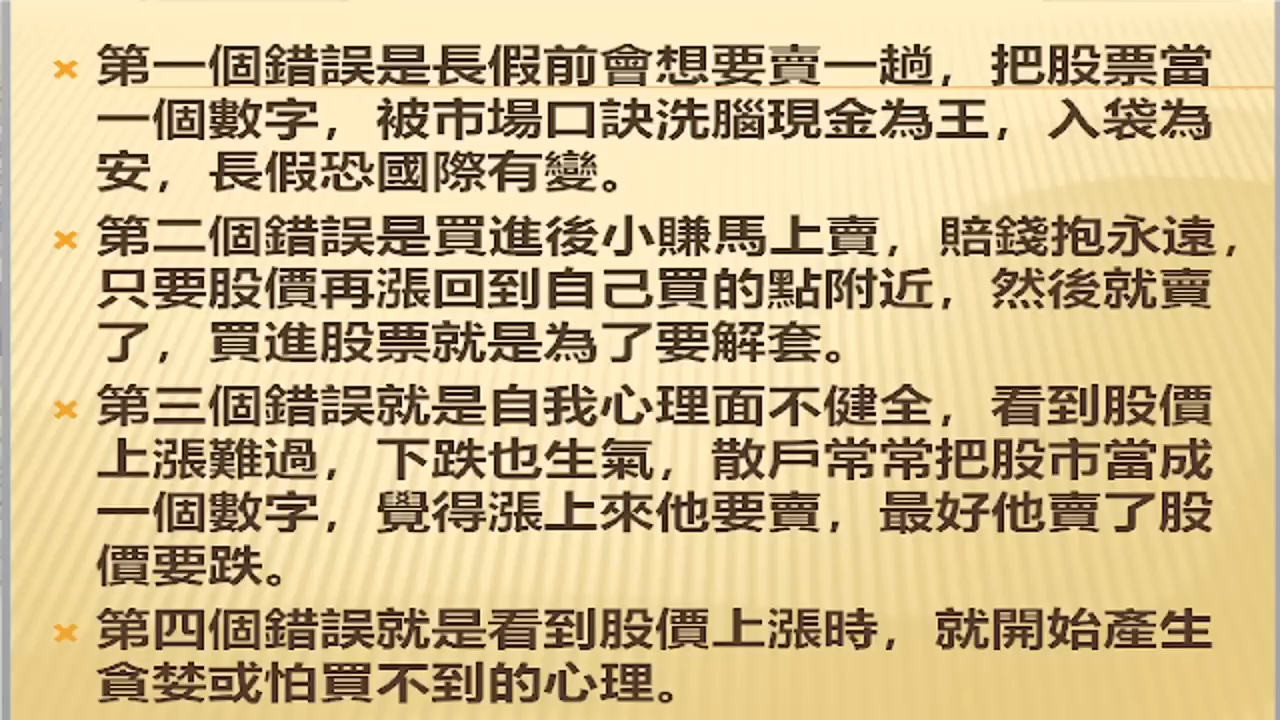 × 第一個錯誤是長假前會想要賣一趟，把股票當
一個數字，被市場口訣洗腦現金為王，入袋為
安，長假恐國際有變。
× 第二個錯誤是買進後小賺馬上賣，賠錢抱永遠，
只要股價再漲回到自己買的點附近，然後就賣
了，買進股票就是為了要解套。
× 第三個錯誤就是自我心理面不健全，看到股價
上漲難過，下跌也生氣，散戶常常把股市當成
一個數字，覺得漲上來他要賣，最好他賣了股
價要跌。
× 第四個錯誤就是看到股價上漲時，就開始產生
貪婪或怕買不到的心理。